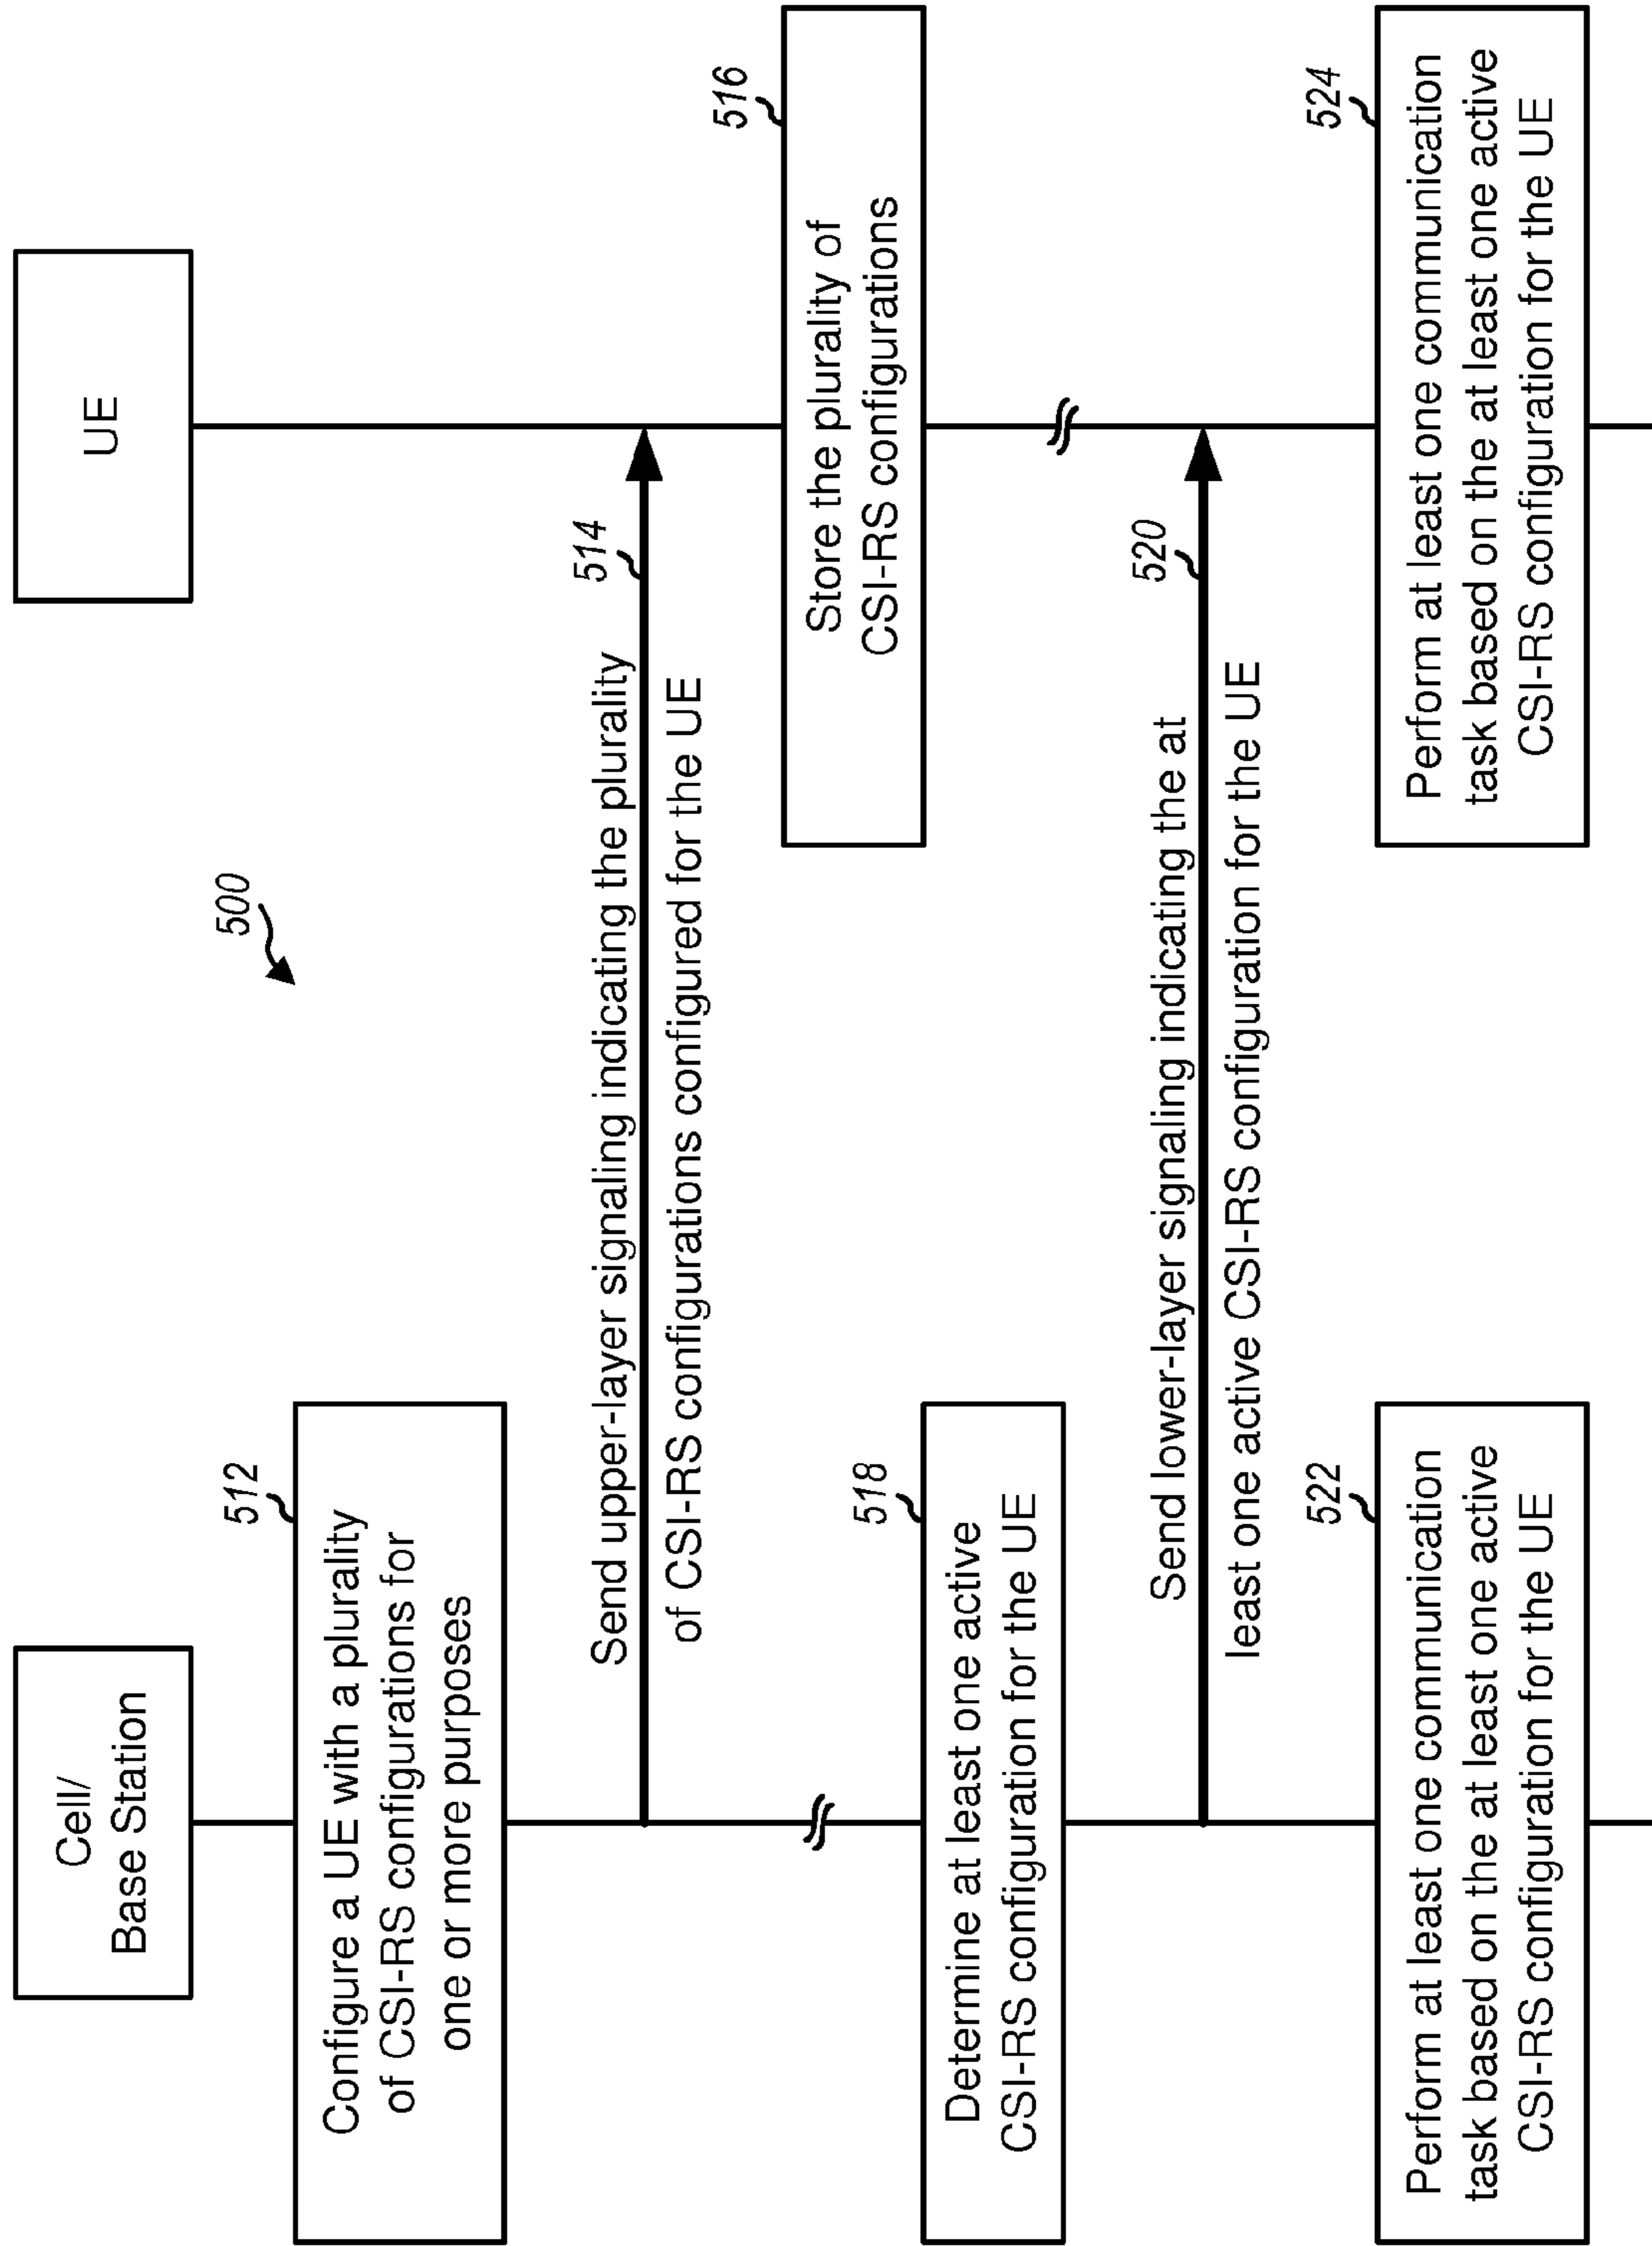 500
Cell/
Base Station
UE
512
Configure a UE with a plurality
of CSI-RS configurations for
one or more purposes
514
Send upper-layer signaling indicating the plurality
of CSI-RS configurations configured for the UE
516
Store the plurality of
CSI-RS configurations
518
Determine at least one active
CSI-RS configuration for the UE
520
Send lower-layer signaling indicating the at
least one active CSI-RS configuration for the UE
522
Perform at least one communication
task based on the at least one active
CSI-RS configuration for the UE
524
Perform at least one communication
task based on the at least one active
CSI-RS configuration for the UE